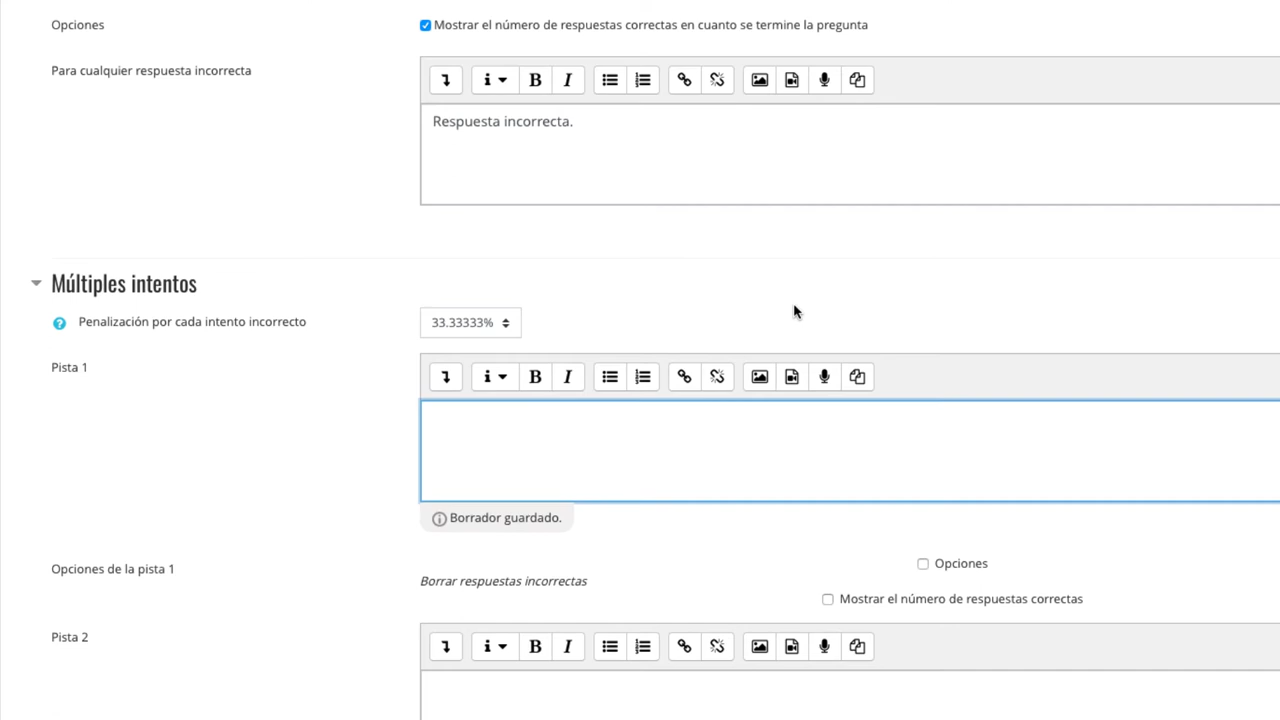 Opciones
Mostrar el número de respuestas correctas en cuanto se termine la pregunta
Para cualquier respuesta incorrecta
Respuesta incorrecta.
Múltiples intentos
Penalización por cada intento incorrecto
33.33333%
Pista 1
Borrador guardado.
Opciones de la pista 1
Opciones
Borrar respuestas incorrectas
Mostrar el número de respuestas correctas
Pista 2